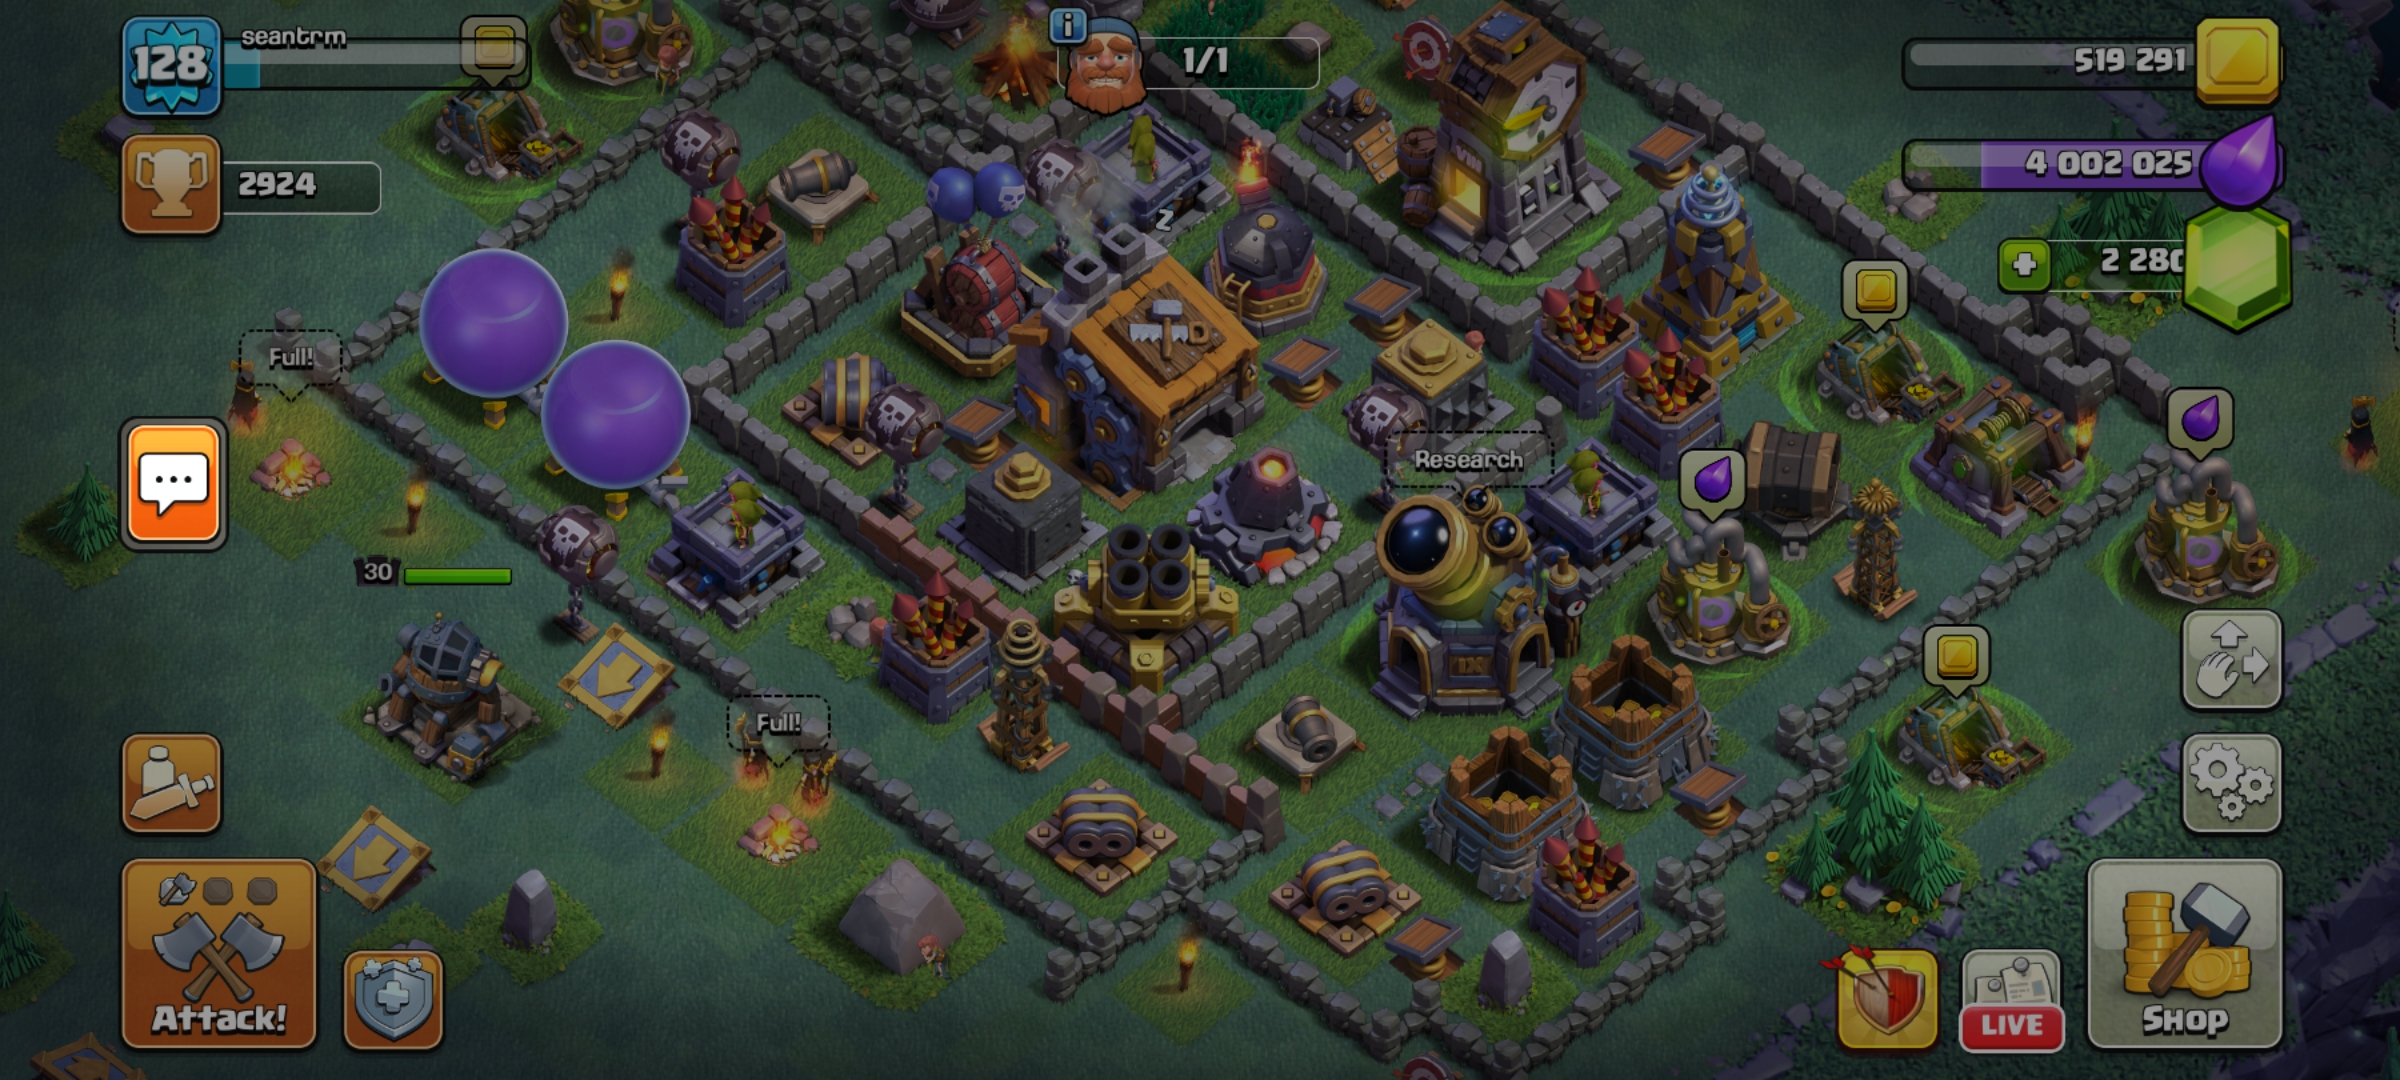 128
seantrm
1/1
519 291
2924
4 002 025
2 280
Z
Full!
Research
30
IX
Full!
Attack!
LIVE
SHOP